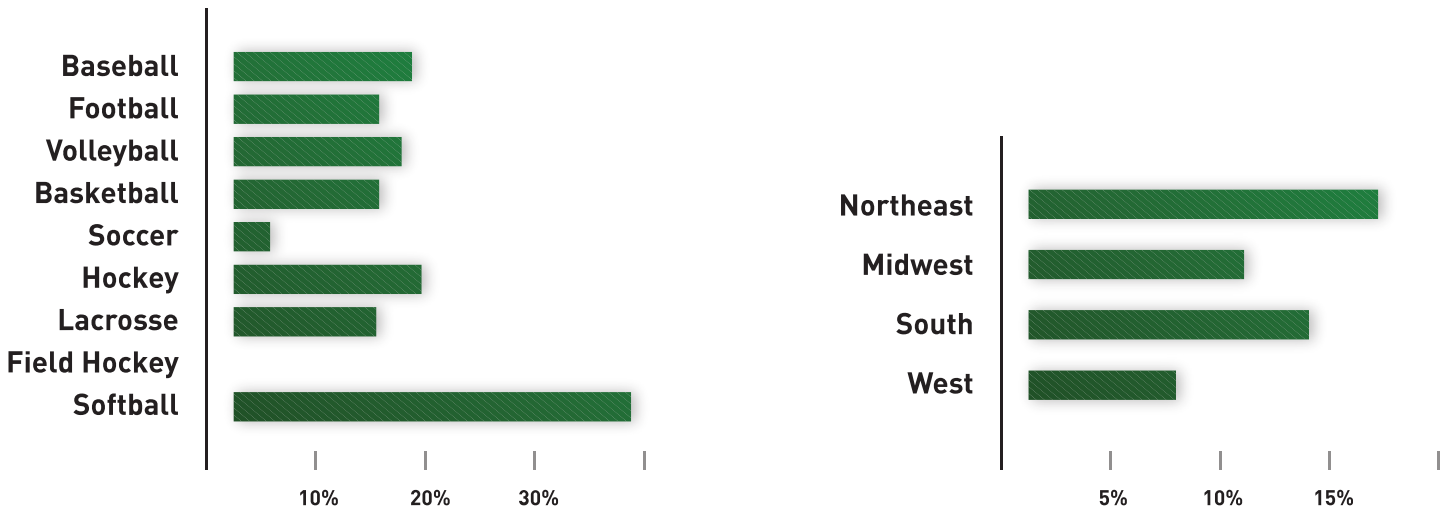 Baseball
Football
Volleyball
Basketball
Soccer
Hockey
Lacrosse
Field Hockey
Softball
10% 20% 30%
Northeast
Midwest
South
West
5% 10% 15%